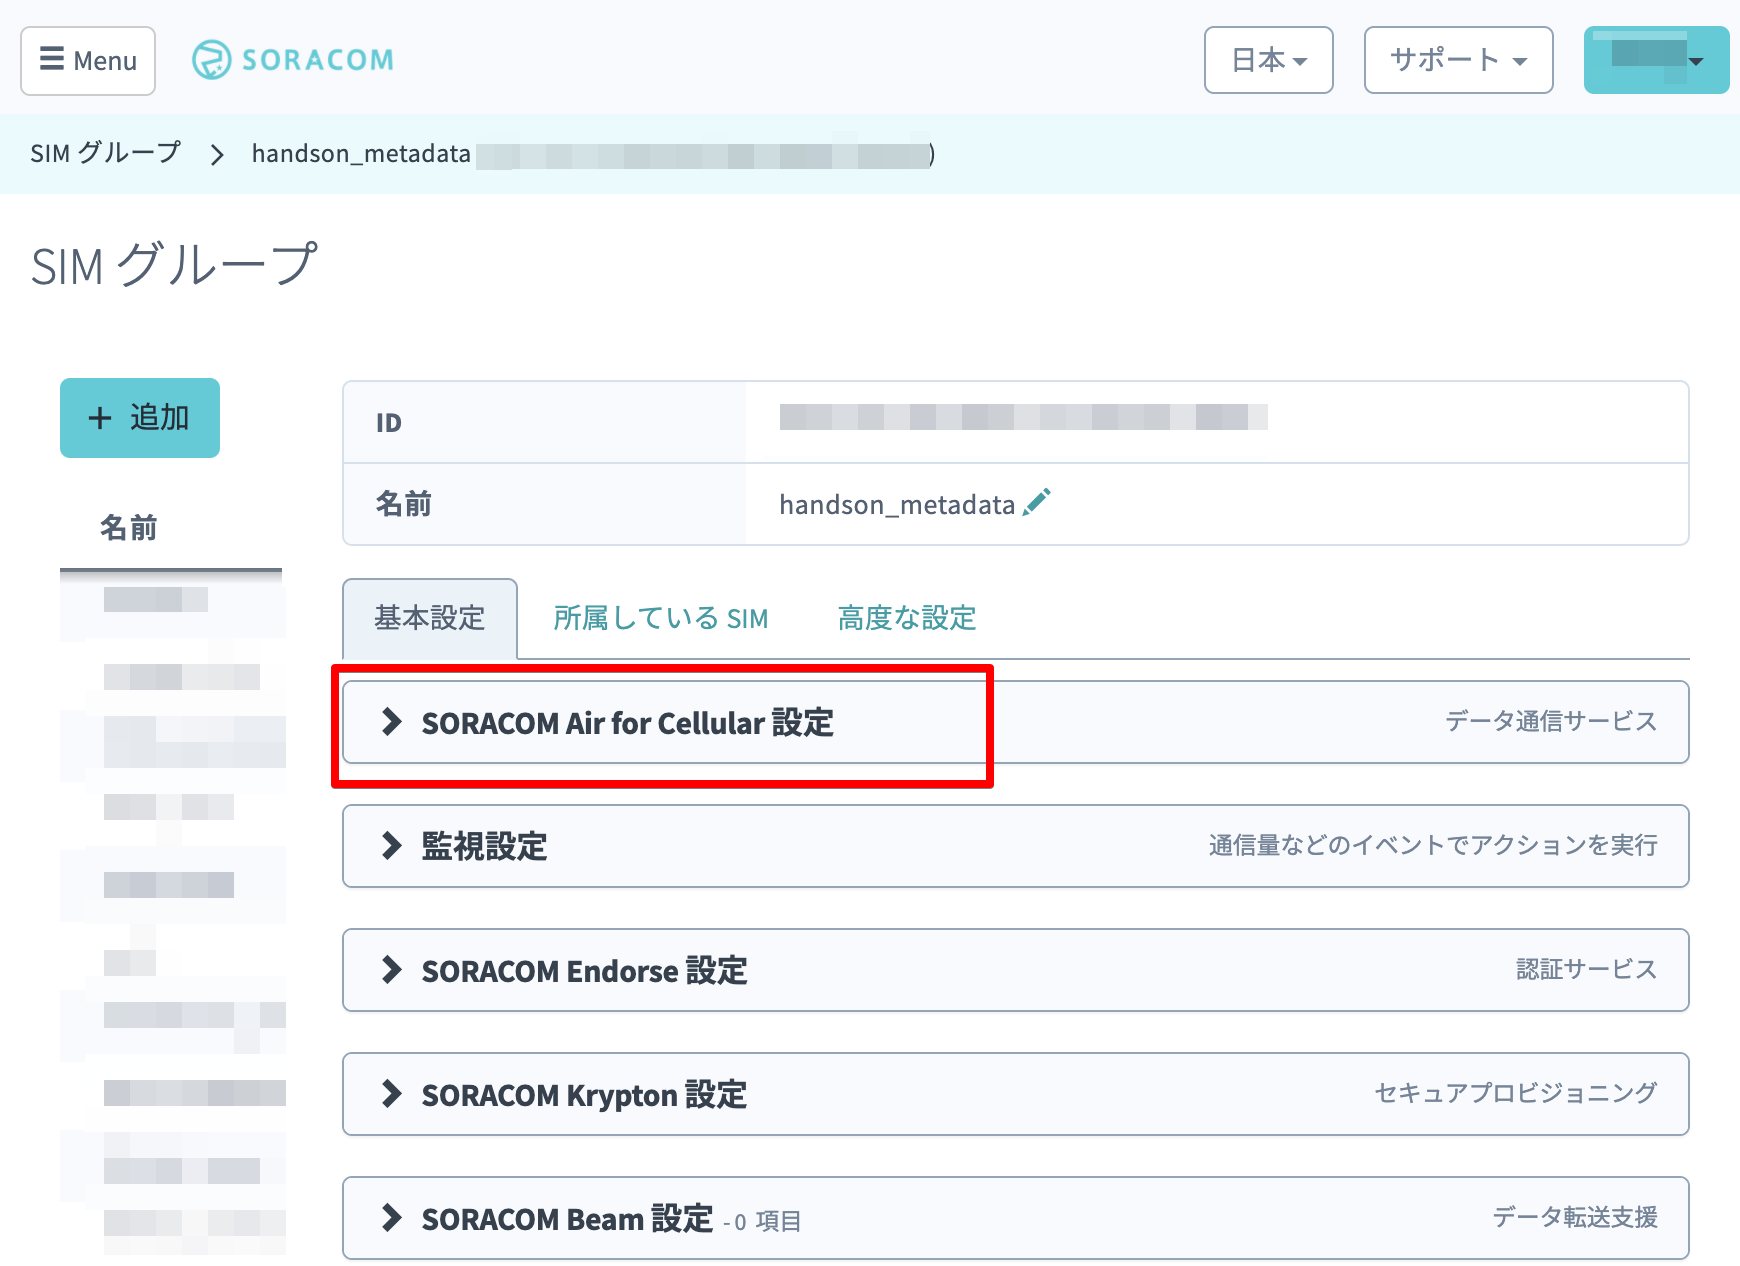 Menu
SORACOM
日本
サポート
SIM グループ
handson_metadata
)
SIM グループ
追加
名前
ID
名前
handson_metadata
基本設定
所属している SIM
高度な設定
SORACOM Air for Cellular 設定
データ通信サービス
監視設定
通信量などのイベントでアクションを実行
SORACOM Endorse 設定
認証サービス
SORACOM Krypton 設定
セキュアプロビジョニング
SORACOM Beam 設定 - 0 項目
データ転送支援